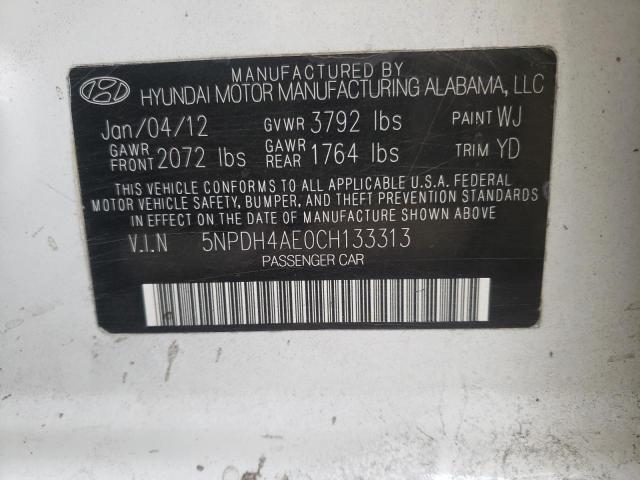 MANUFACTURED BY
HYUNDAI MOTOR MANUFACTURING ALABAMA, LLC
Jan/04/12 GVWR 3792 lbs PAINT WJ
GAWR FRONT 2072 lbs GAWR REAR 1764 lbs TRIM YD
THIS VEHICLE CONFORMS TO ALL APPLICABLE U.S.A. FEDERAL
MOTOR VEHICLE SAFETY, BUMPER, AND THEFT PREVENTION STANDARDS
IN EFFECT ON THE DATE OF MANUFACTURE SHOWN ABOVE
V.I.N 5NPDH4AE0CH133313
PASSENGER CAR